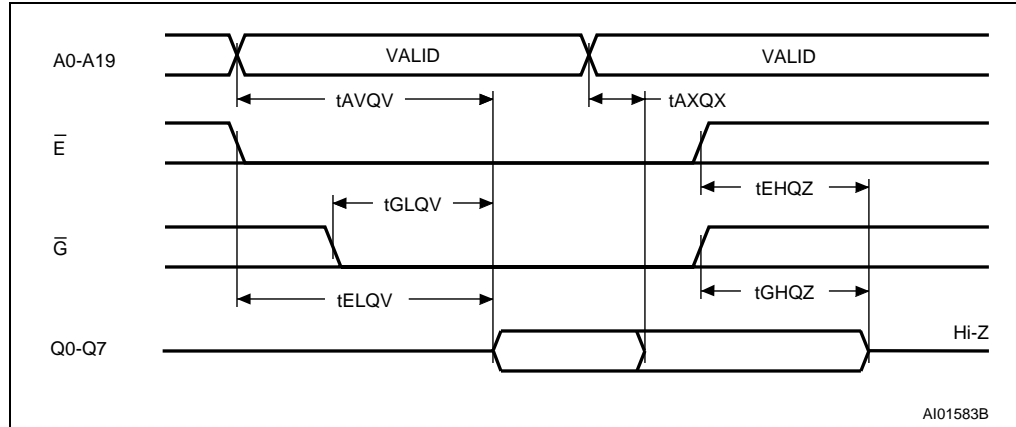 A0-A19
VALID
VALID
tAVQV
tAXQX
E̅
tEHQZ
tGLQV
G̅
tELQV
tGHQZ
Q0-Q7
Hi-Z
AI01583B